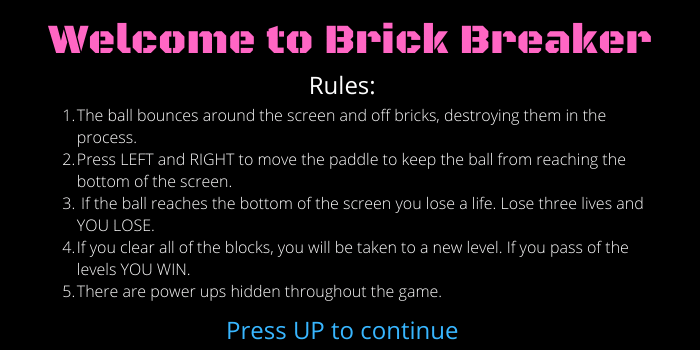 Welcome to Brick Breaker
Rules:
1.The ball bounces around the screen and off bricks, destroying them in the
process.
2.Press LEFT and RIGHT to move the paddle to keep the ball from reaching the
bottom of the screen.
3. If the ball reaches the bottom of the screen you lose a life. Lose three lives and
YOU LOSE.
4.If you clear all of the blocks, you will be taken to a new level. If you pass of the
levels YOU WIN.
5.There are power ups hidden throughout the game.
Press UP to continue